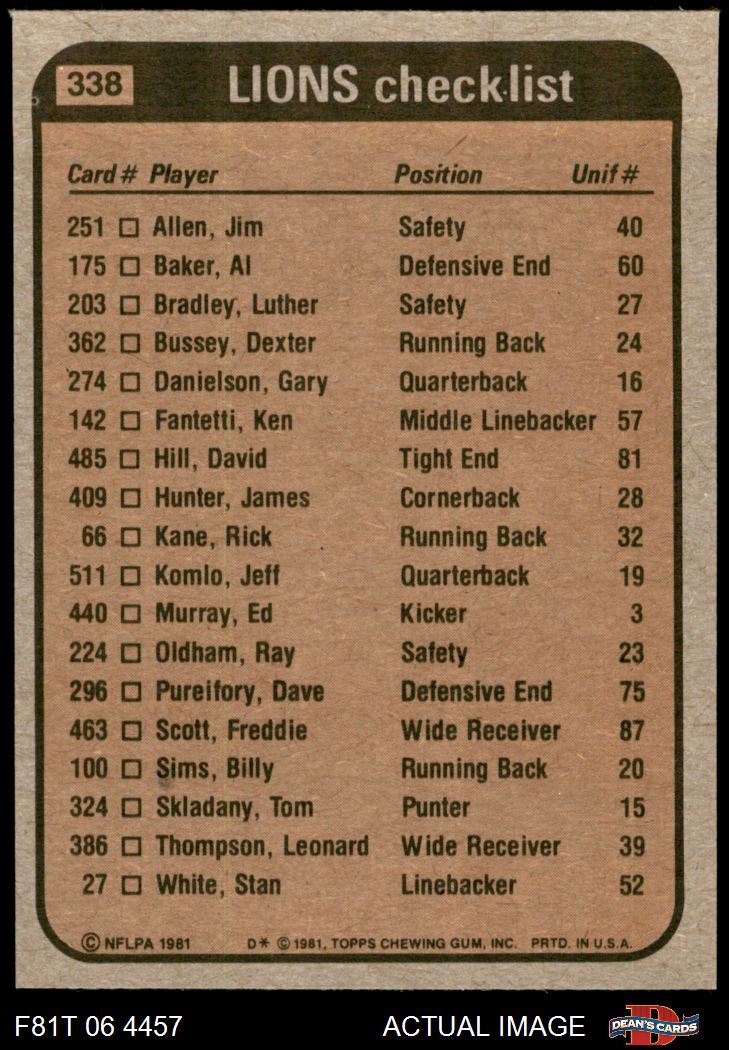 338 LIONS checklist
Card # Player Position Unif #
251 □ Allen, Jim Safety 40
175 □ Baker, Al Defensive End 60
203 □ Bradley, Luther Safety 27
362 □ Bussey, Dexter Running Back 24
274 □ Danielson, Gary Quarterback 16
142 □ Fantetti, Ken Middle Linebacker 57
485 □ Hill, David Tight End 81
409 □ Hunter, James Cornerback 28
66 □ Kane, Rick Running Back 32
511 □ Komlo, Jeff Quarterback 19
440 □ Murray, Ed Kicker 3
224 □ Oldham, Ray Safety 23
296 □ Pureifory, Dave Defensive End 75
463 □ Scott, Freddie Wide Receiver 87
100 □ Sims, Billy Running Back 20
324 □ Skladany, Tom Punter 15
386 □ Thompson, Leonard Wide Receiver 39
27 □ White, Stan Linebacker 52
© NFLPA 1981 D* © 1981, TOPPS CHEWING GUM, INC. PRTD. IN U.S.A.
F81T 06 4457 ACTUAL IMAGE D DEAN'S CARDS